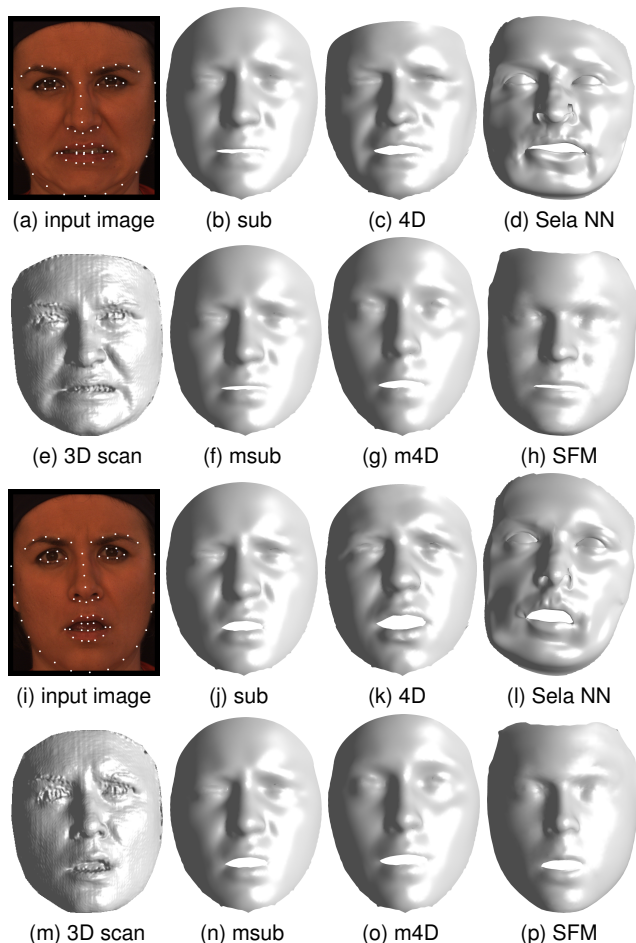 (a) input image (b) sub (c) 4D (d) Sela NN
(e) 3D scan (f) msub (g) m4D (h) SFM
(i) input image (j) sub (k) 4D (l) Sela NN
(m) 3D scan (n) msub (o) m4D (p) SFM